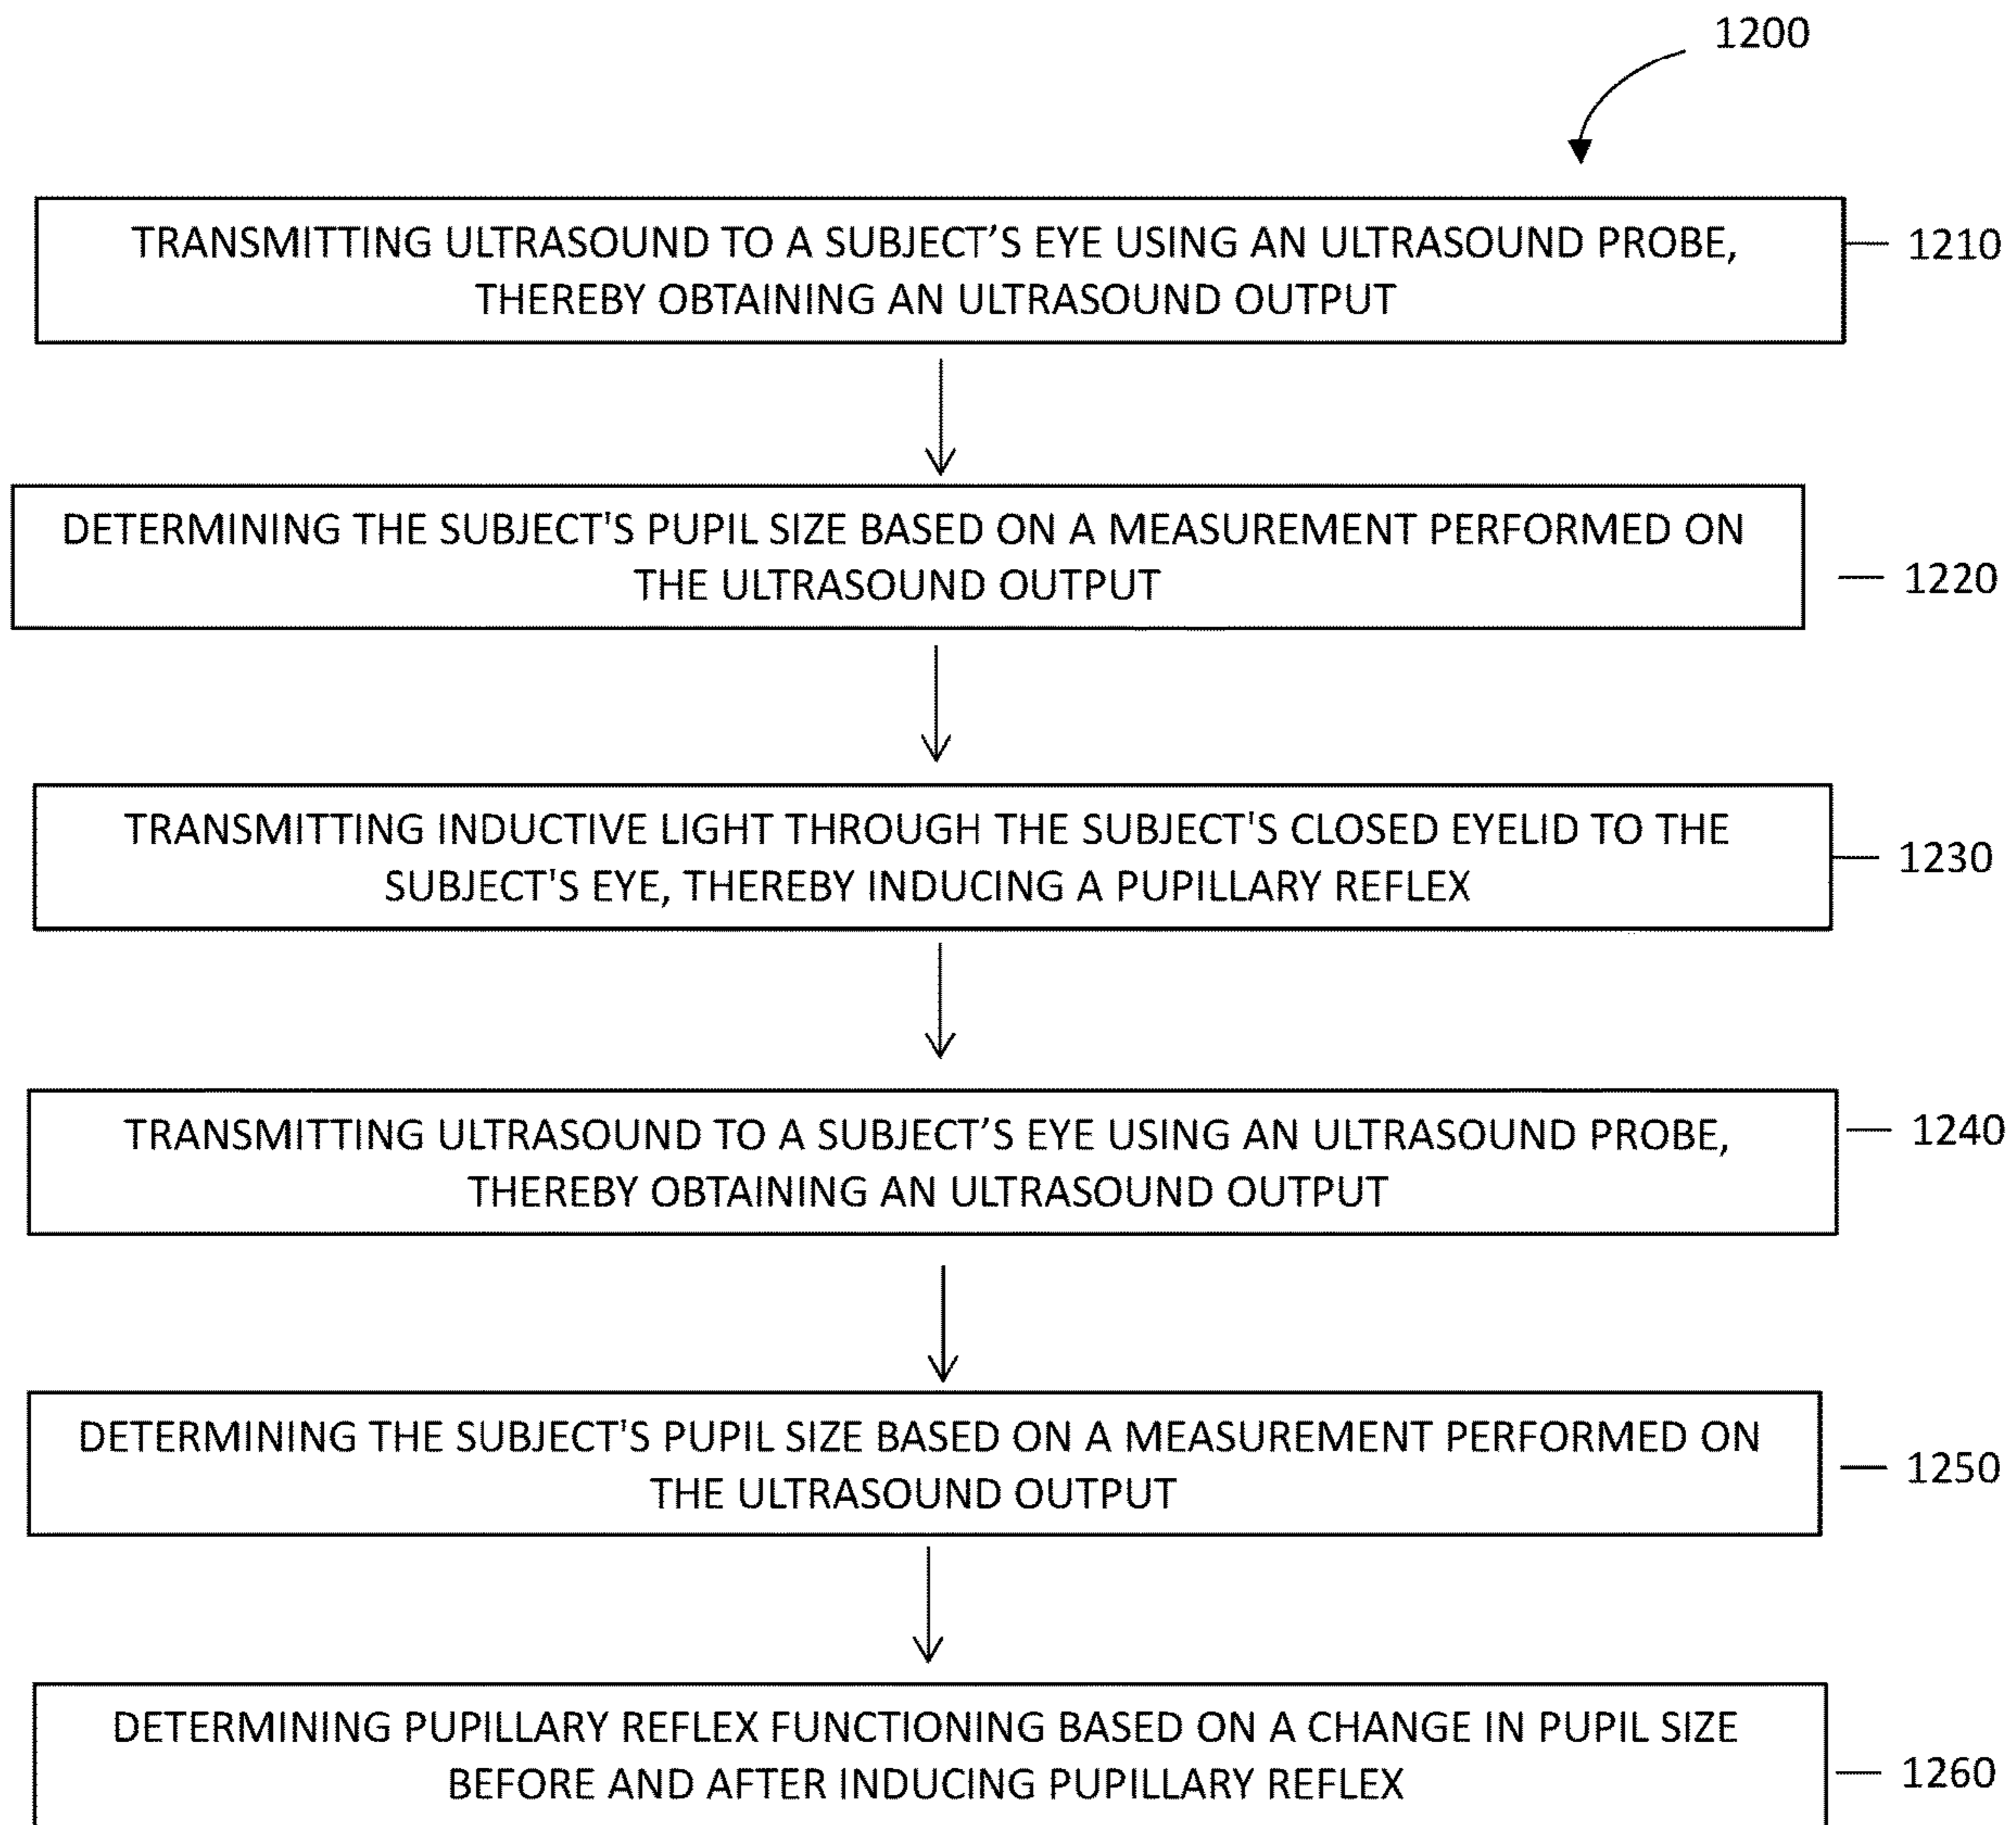 1200
TRANSMITTING ULTRASOUND TO A SUBJECT’S EYE USING AN ULTRASOUND PROBE,
THEREBY OBTAINING AN ULTRASOUND OUTPUT
1210
DETERMINING THE SUBJECT'S PUPIL SIZE BASED ON A MEASUREMENT PERFORMED ON
THE ULTRASOUND OUTPUT
1220
TRANSMITTING INDUCTIVE LIGHT THROUGH THE SUBJECT'S CLOSED EYELID TO THE
SUBJECT'S EYE, THEREBY INDUCING A PUPILLARY REFLEX
1230
TRANSMITTING ULTRASOUND TO A SUBJECT’S EYE USING AN ULTRASOUND PROBE,
THEREBY OBTAINING AN ULTRASOUND OUTPUT
1240
DETERMINING THE SUBJECT'S PUPIL SIZE BASED ON A MEASUREMENT PERFORMED ON
THE ULTRASOUND OUTPUT
1250
DETERMINING PUPILLARY REFLEX FUNCTIONING BASED ON A CHANGE IN PUPIL SIZE
BEFORE AND AFTER INDUCING PUPILLARY REFLEX
1260